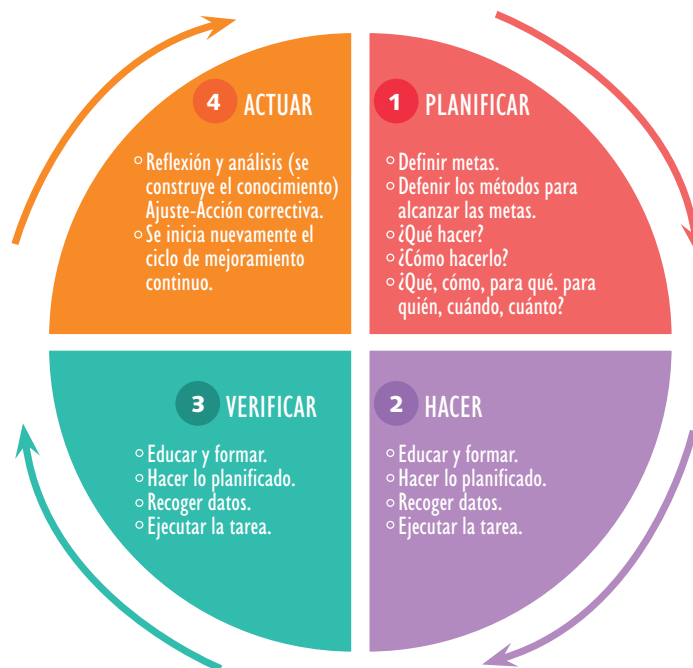 4 ACTUAR
Reflexión y análisis (se
construye el conocimiento)
Ajuste-Acción correctiva.
Se inicia nuevamente el
ciclo de mejoramiento
continuo.
1 PLANIFICAR
Definir metas.
Defenir los métodos para
alcanzar las metas.
¿Qué hacer?
¿Cómo hacerlo?
¿Qué, cómo, para qué. para
quién, cuándo, cuánto?
3 VERIFICAR
Educar y formar.
Hacer lo planificado.
Recoger datos.
Ejecutar la tarea.
2 HACER
Educar y formar.
Hacer lo planificado.
Recoger datos.
Ejecutar la tarea.